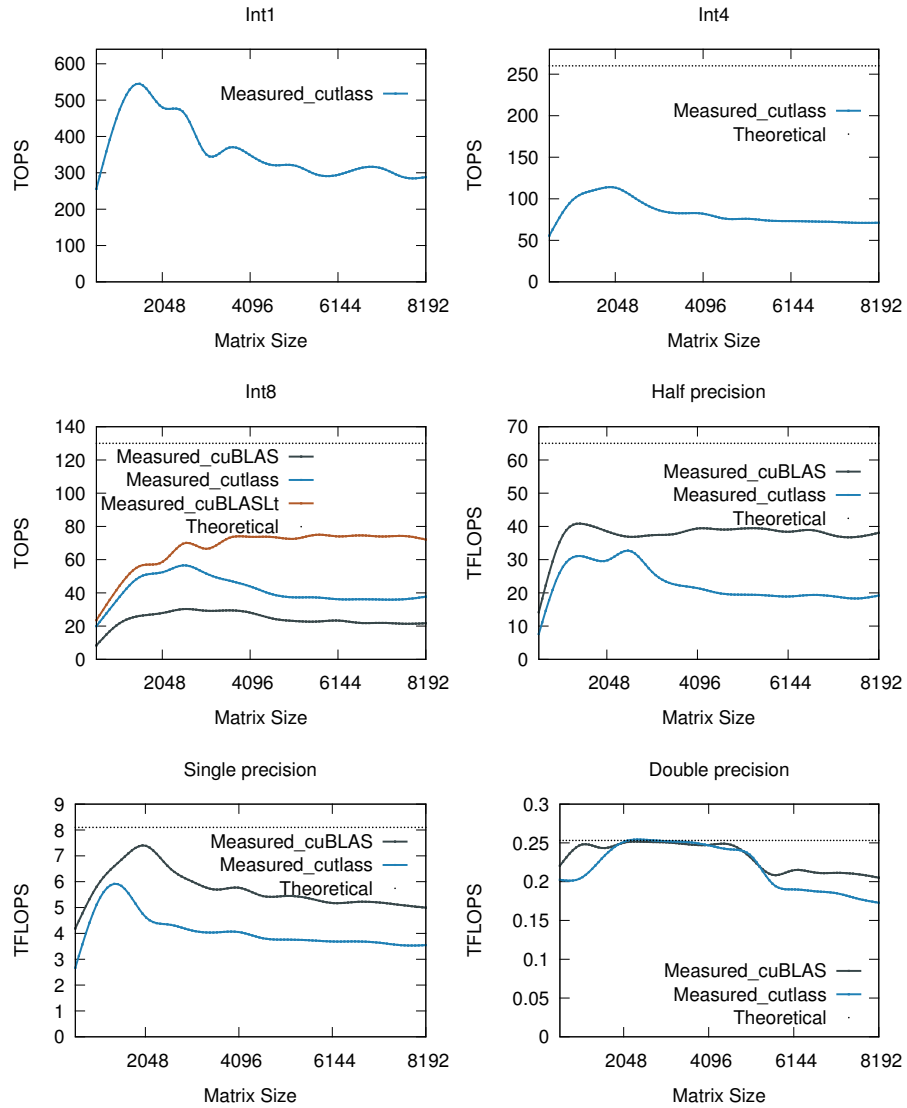 Int1
600
500
400
300
200
100
0
TOPS
Measured_cutlass
2048 4096 6144 8192
Matrix Size
Int4
250
200
150
100
50
0
TOPS
Measured_cutlass
Theoretical
2048 4096 6144 8192
Matrix Size
Int8
140
120
100
80
60
40
20
0
TOPS
Measured_cuBLAS
Measured_cutlass
Measured_cuBLASLt
Theoretical
2048 4096 6144 8192
Matrix Size
Half precision
70
60
50
40
30
20
10
0
TFLOPS
Measured_cuBLAS
Measured_cutlass
Theoretical
2048 4096 6144 8192
Matrix Size
Single precision
9
8
7
6
5
4
3
2
1
0
TFLOPS
Measured_cuBLAS
Measured_cutlass
Theoretical
2048 4096 6144 8192
Matrix Size
Double precision
0.3
0.25
0.2
0.15
0.1
0.05
0
TFLOPS
Measured_cuBLAS
Measured_cutlass
Theoretical
2048 4096 6144 8192
Matrix Size